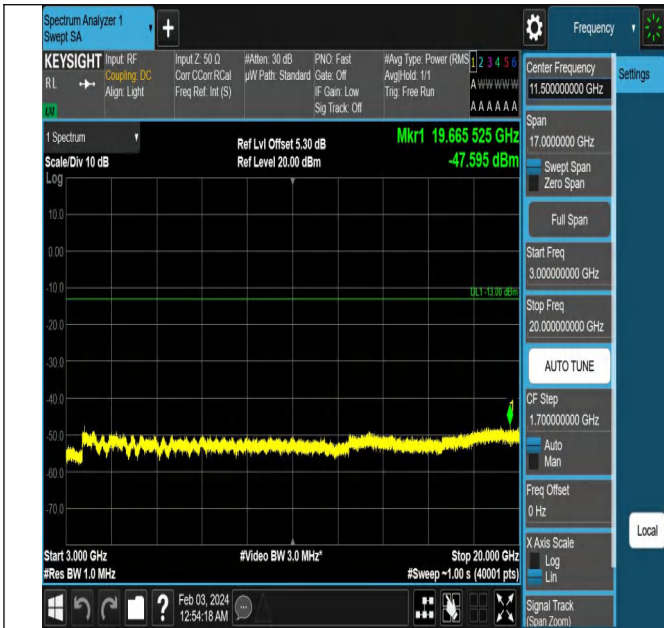 Spectrum Analyzer 1
Swept SA
+
Frequency
KEYSIGHT
RL
LXI
Input: RF
Coupling: DC
Align: Light
Input Z: 50 Ω
Corr CCorr RCal
Freq Ref: Int (S)
#Atten: 30 dB
µW Path: Standard
PNO: Fast
Gate: Off
IF Gain: Low
Sig Track: Off
#Avg Type: Power (RMS
Avg|Hold: 1/1
Trig: Free Run
1 2 3 4 5 6
A W W W W W
A A A A A A
Center Frequency
11.500000000 GHz
Settings
Span
17.0000000 GHz
Swept Span
Zero Span
Full Span
Start Freq
3.000000000 GHz
Stop Freq
20.000000000 GHz
AUTO TUNE
CF Step
1.700000000 GHz
Auto
Man
Freq Offset
0 Hz
X Axis Scale
Log
Lin
Signal Track
(Span Zoom)
Local
1 Spectrum
Scale/Div 10 dB
Log
Ref Lvl Offset 5.30 dB
Ref Level 20.00 dBm
Mkr1 19.665 525 GHz
-47.595 dBm
10.0
0.00
-10.0
-20.0
-30.0
-40.0
-50.0
-60.0
-70.0
DL1 -13.00 dBm
1
Start 3.000 GHz
#Res BW 1.0 MHz
#Video BW 3.0 MHz*
Stop 20.000 GHz
#Sweep ~1.00 s (40001 pts)
?
Feb 03, 2024
12:54:18 AM